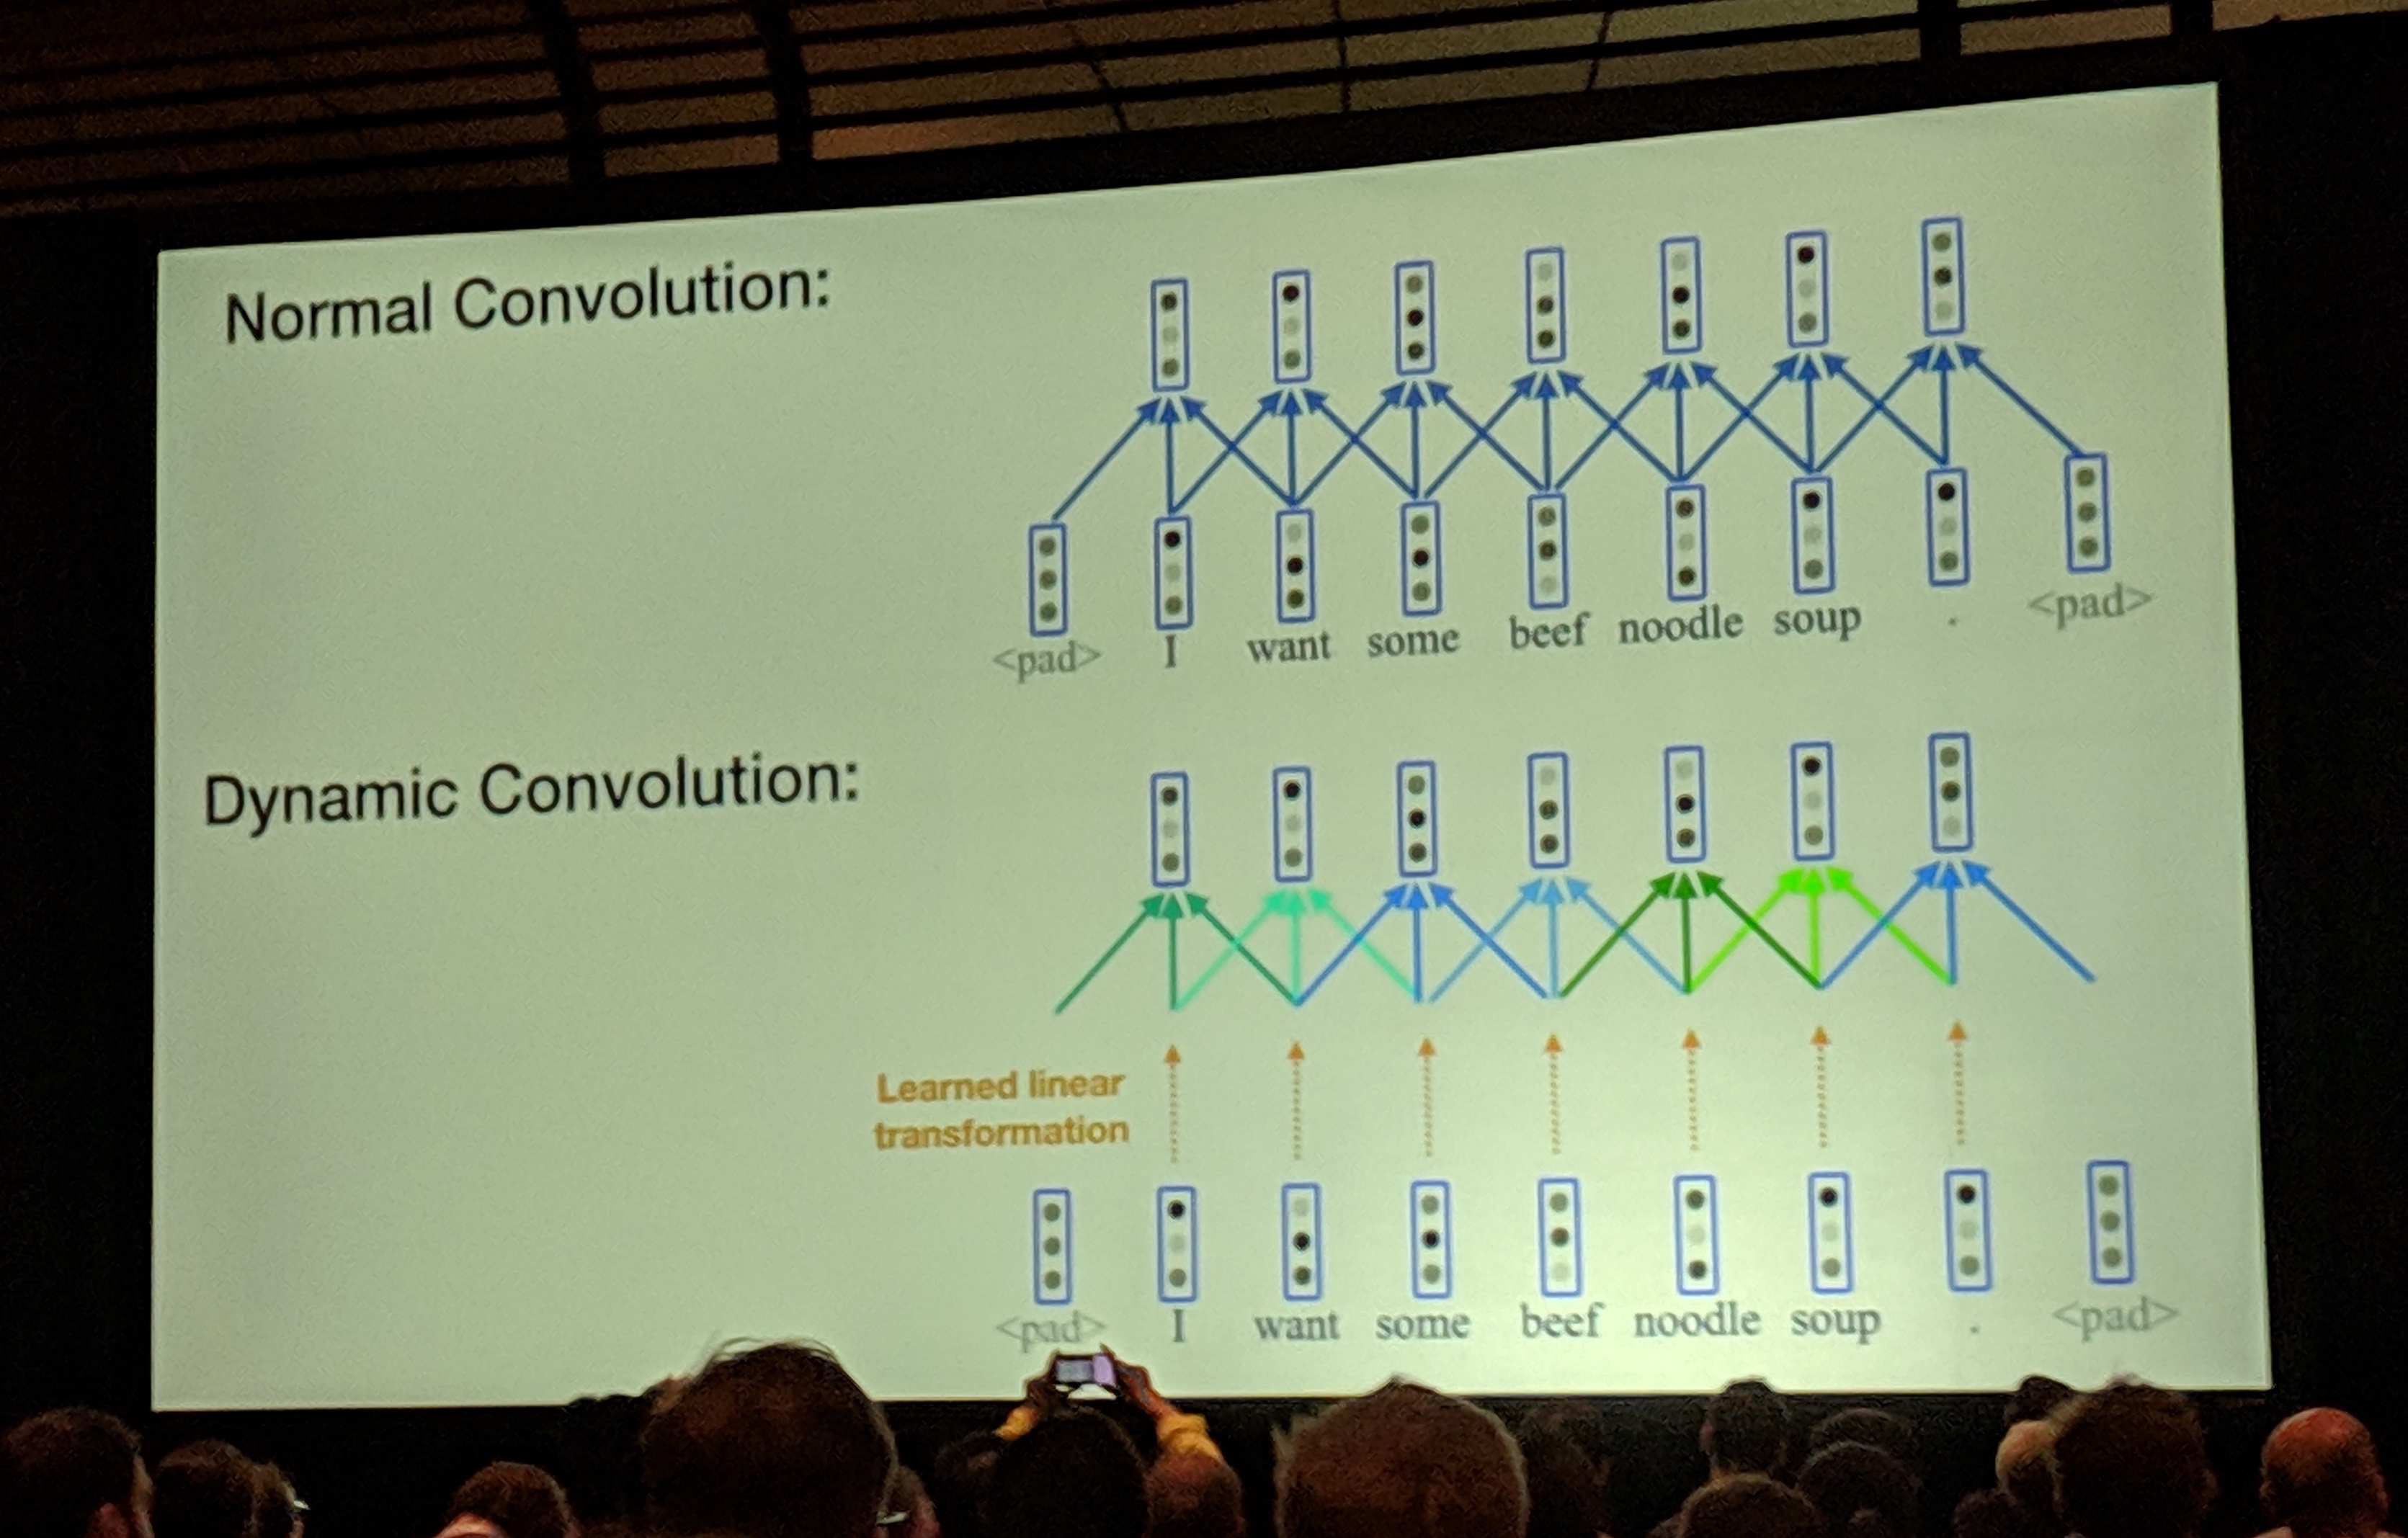 Normal Convolution:
<pad> I want some beef noodle soup . <pad>
Dynamic Convolution:
Learned linear
transformation
<pad> I want some beef noodle soup . <pad>